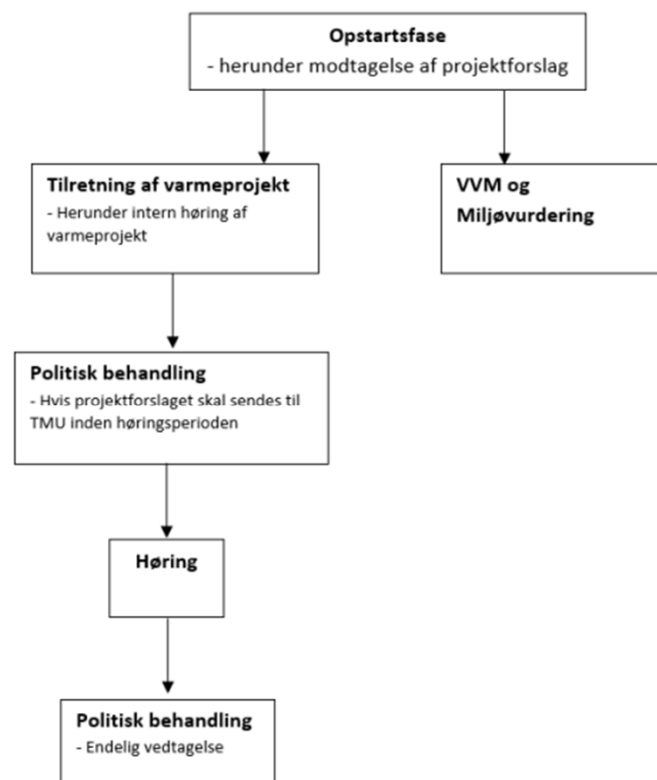 Opstartsfase
- herunder modtagelse af projektforslag
Tilretning af varmeprojekt
- Herunder intern høring af
varmeprojekt
VVM og
Miljøvurdering
Politisk behandling
- Hvis projektforslaget skal sendes til
TMU inden høringsperioden
Høring
Politisk behandling
- Endelig vedtagelse